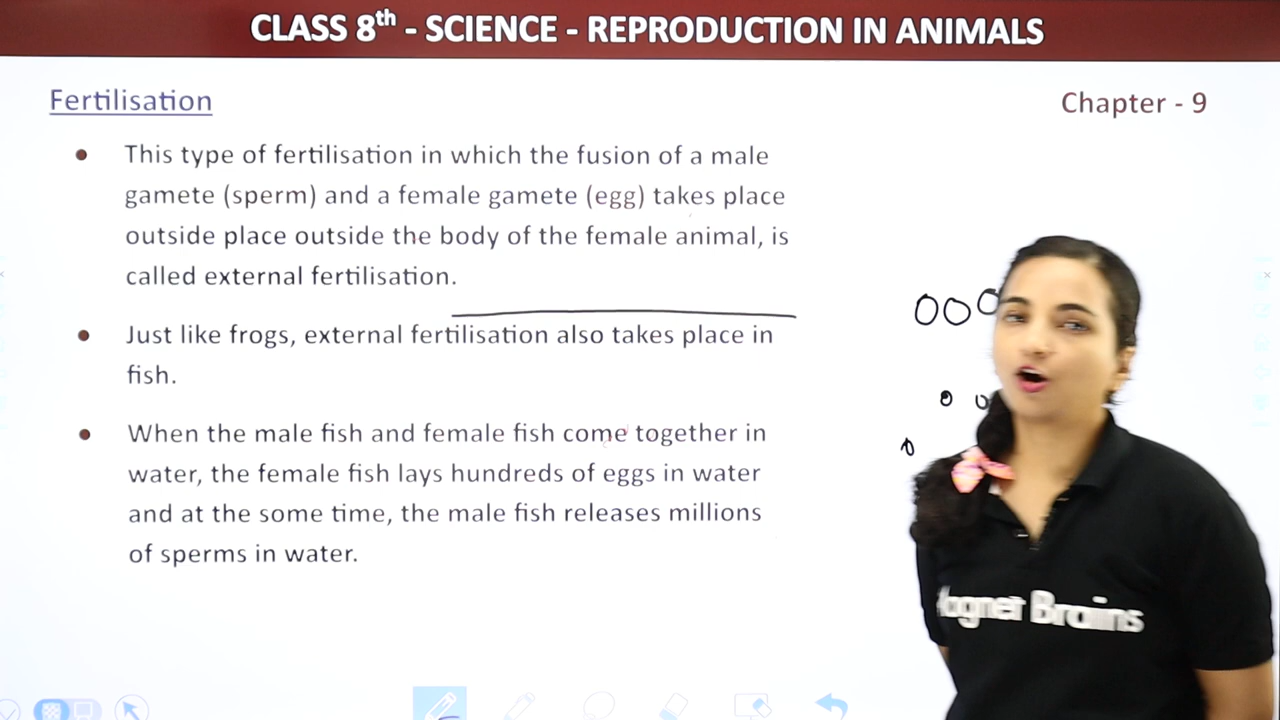 CLASS 8th - SCIENCE - REPRODUCTION IN ANIMALS
Fertilisation
Chapter - 9
This type of fertilisation in which the fusion of a male
gamete (sperm) and a female gamete (egg) takes place
outside place outside the body of the female animal, is
called external fertilisation.
Just like frogs, external fertilisation also takes place in
fish.
When the male fish and female fish come together in
water, the female fish lays hundreds of eggs in water
and at the some time, the male fish releases millions
of sperms in water.
Magnet Brains